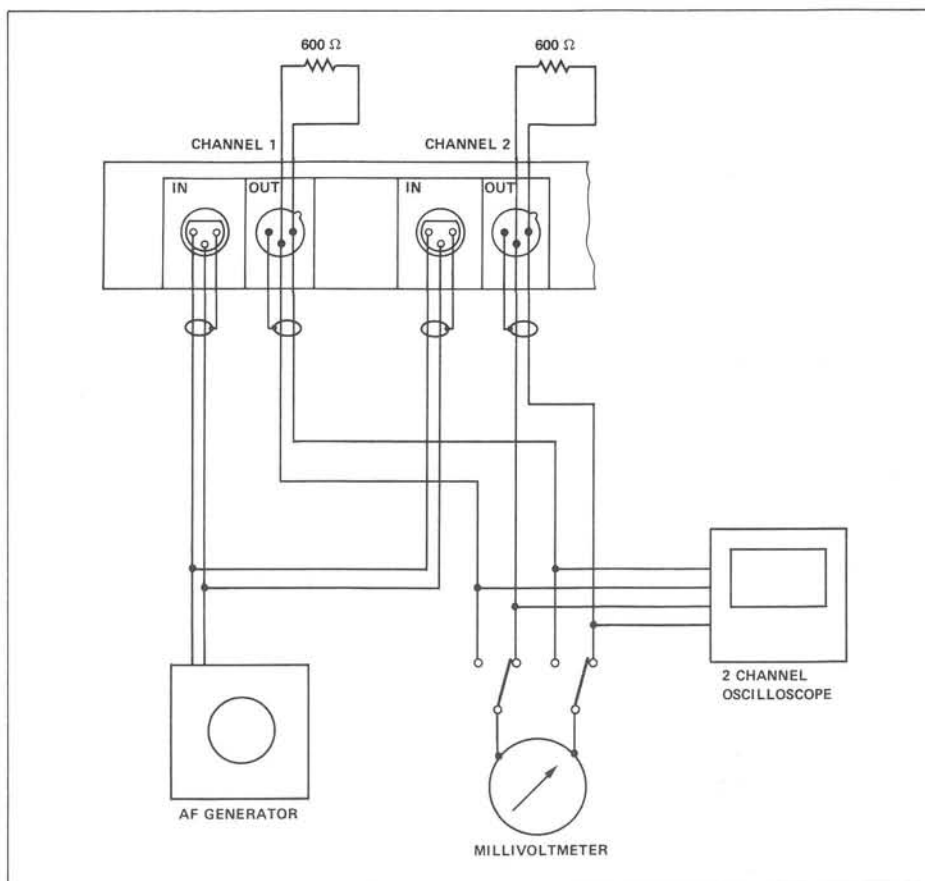 600 Ω
600 Ω
CHANNEL 1
CHANNEL 2
IN
OUT
IN
OUT
2 CHANNEL
OSCILLOSCOPE
AF GENERATOR
MILLIVOLTMETER